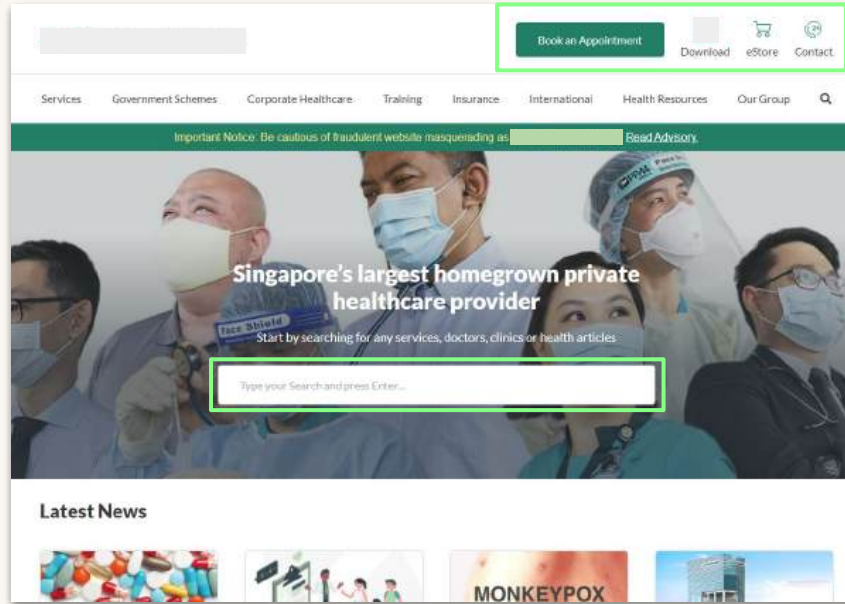 Book an Appointment
Download
eStore
Contact
Services
Government Schemes
Corporate Healthcare
Training
Insurance
International
Health Resources
Our Group
Important Notice: Be cautious of fraudulent website masquerading as Read Advisory.
Singapore's largest homegrown private
healthcare provider
Face Shield
Start by searching for any services, doctors, clinics or health articles
Type your Search and press Enter...
Latest News
MONKEYPOX